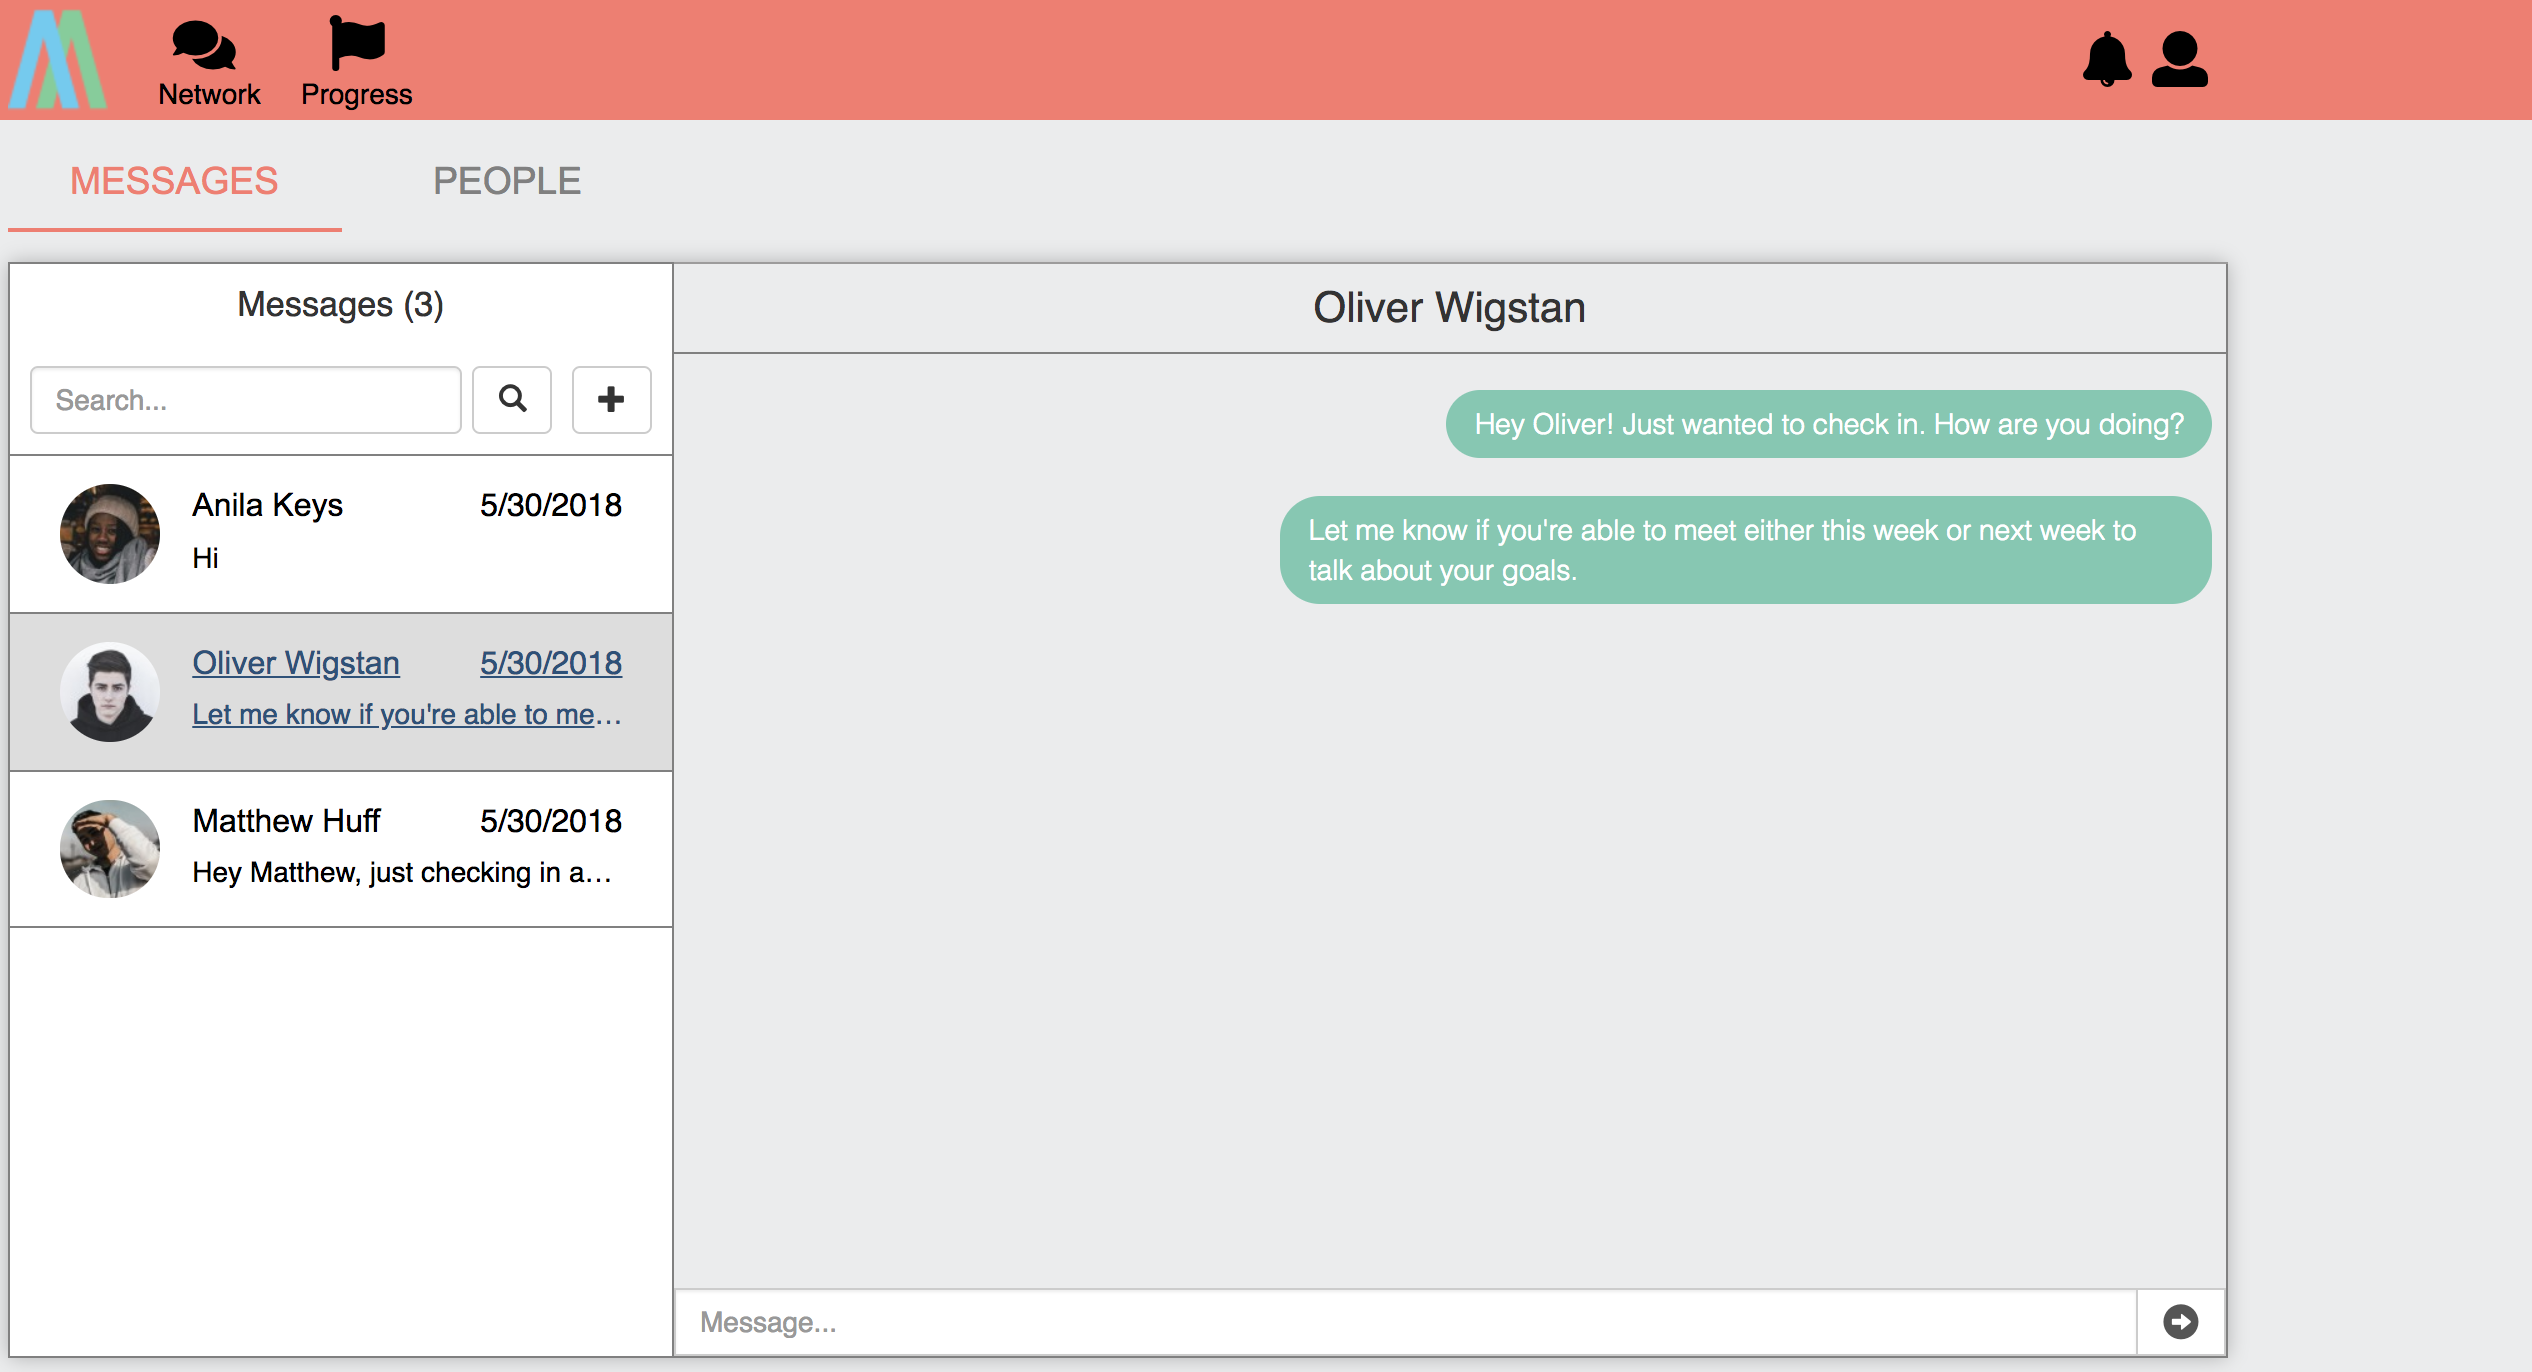 Network
Progress
MESSAGES
PEOPLE
Messages (3)
Search...
Anila Keys
5/30/2018
Hi
Oliver Wigstan
5/30/2018
Let me know if you're able to me...
Matthew Huff
5/30/2018
Hey Matthew, just checking in a...
Oliver Wigstan
Hey Oliver! Just wanted to check in. How are you doing?
Let me know if you're able to meet either this week or next week to
talk about your goals.
Message...